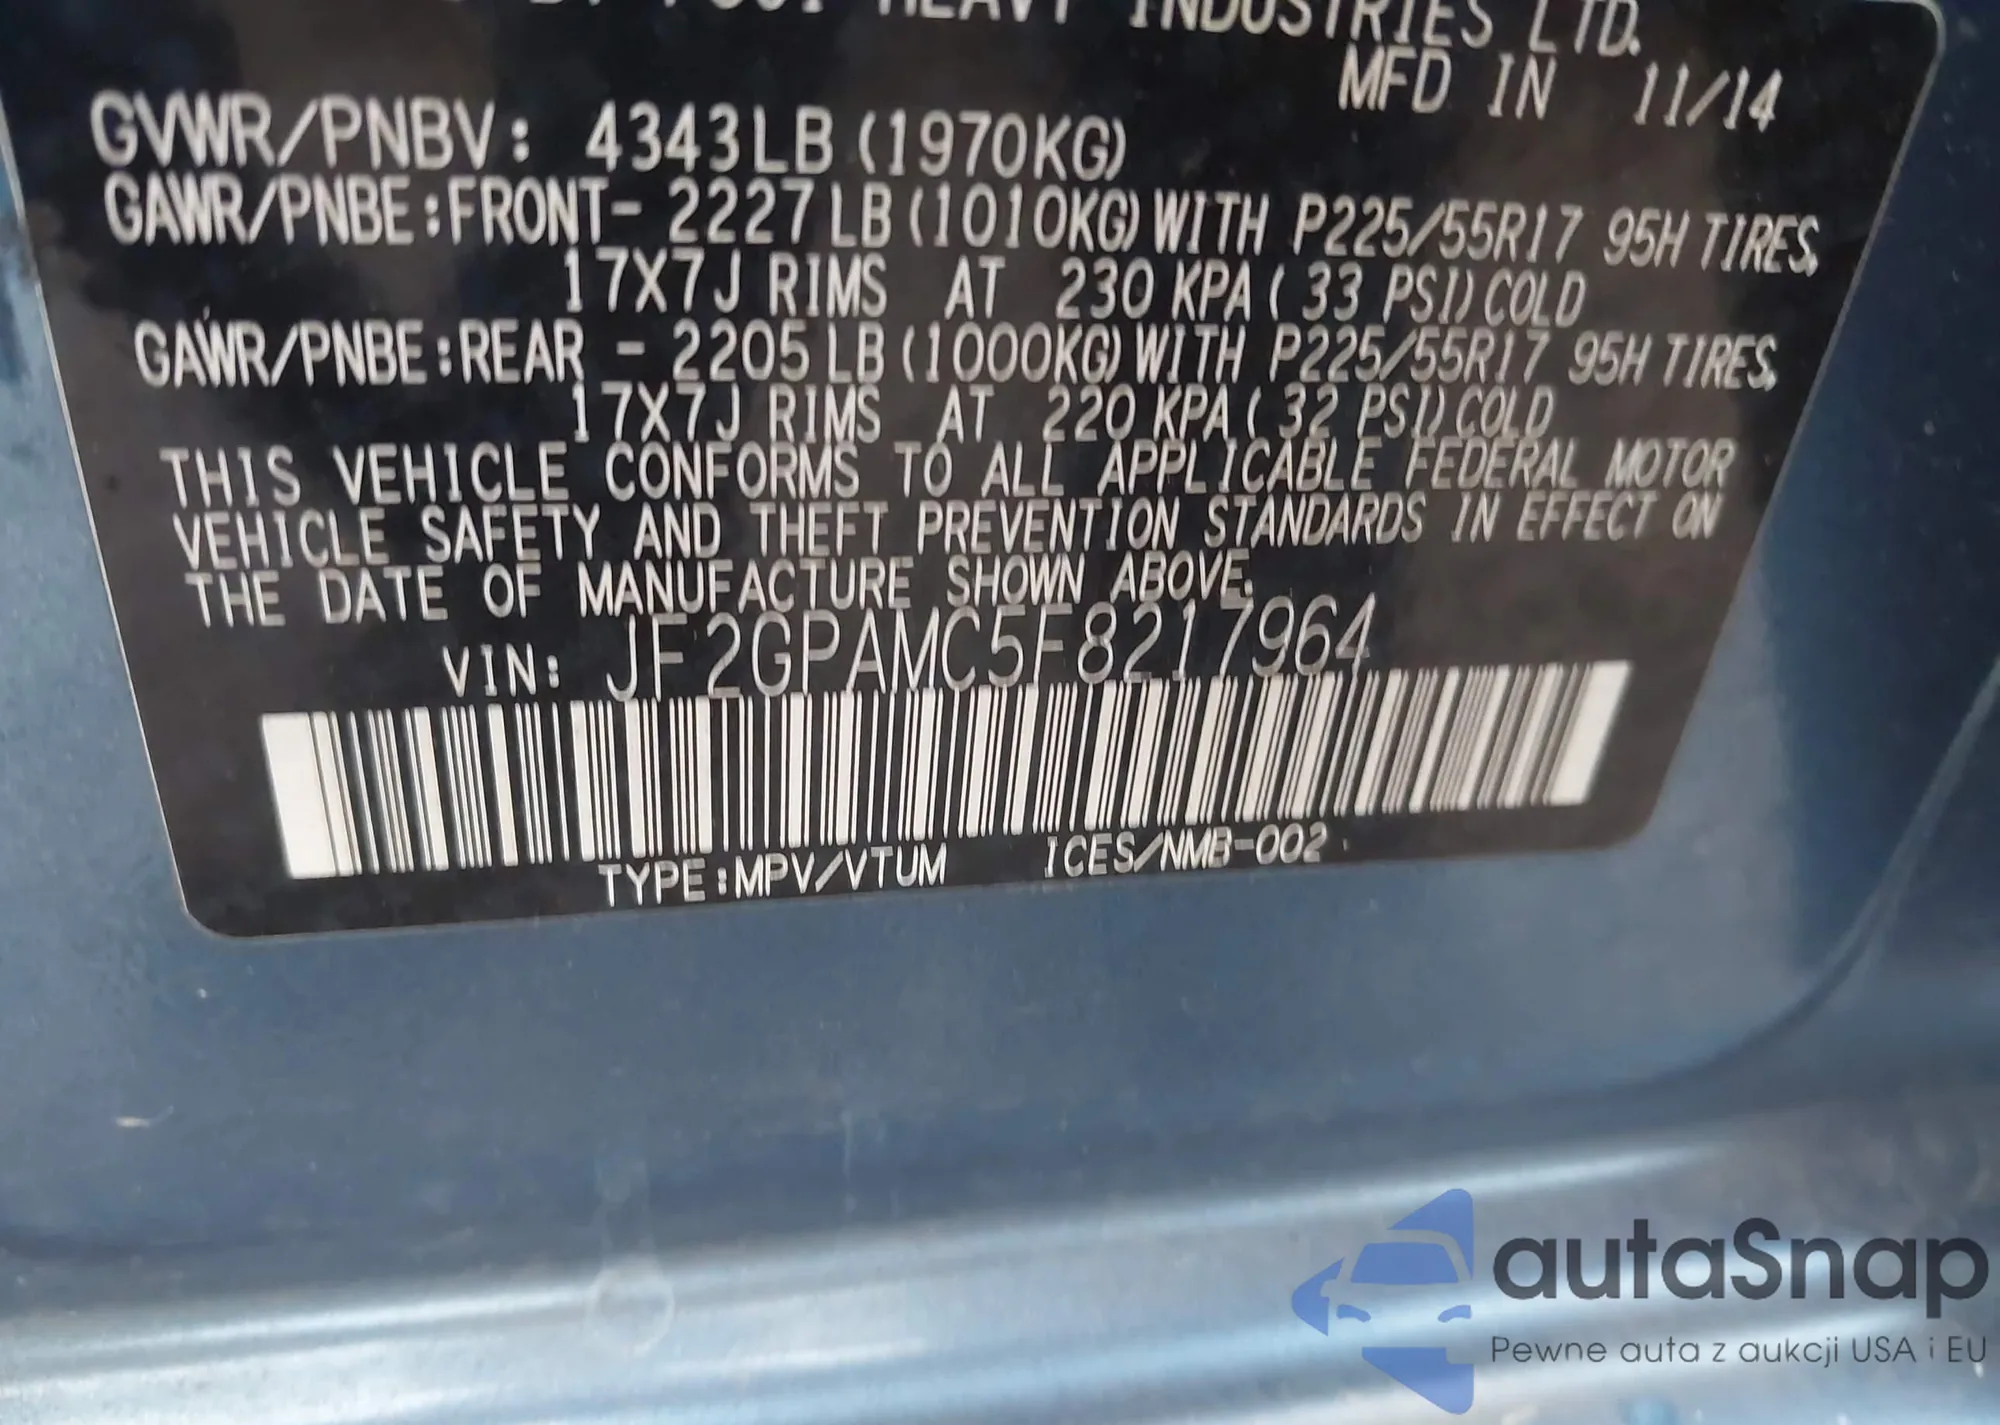 FUJI HEAVY INDUSTRIES LTD.
MFD IN 11/14
GVWR/PNBV: 4343LB (1970KG)
GAWR/PNBE:FRONT- 2227LB (1010KG) WITH P225/55R17 95H TIRES,
17X7J RIMS AT 230 KPA ( 33 PSI) COLD
GAWR/PNBE:REAR - 2205LB (1000KG) WITH P225/55R17 95H TIRES,
17X7J RIMS AT 220 KPA ( 32 PSI) COLD
THIS VEHICLE CONFORMS TO ALL APPLICABLE FEDERAL MOTOR
VEHICLE SAFETY AND THEFT PREVENTION STANDARDS IN EFFECT ON
THE DATE OF MANUFACTURE SHOWN ABOVE.
VIN: JF2GPAMC5F8217964
TYPE:MPV/VTUM ICES/NMB-002
autaSnap
Pewne auta z aukcji USA i EU